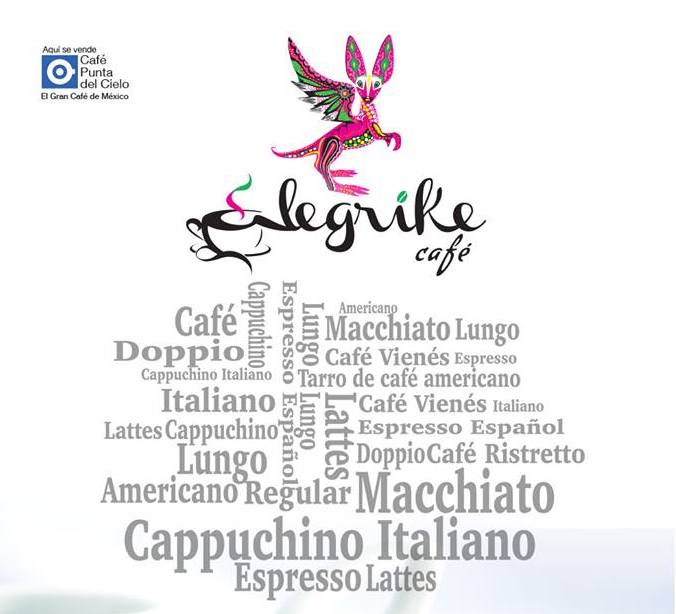 Aquí se vende
Café
Punta
del Cielo
El Gran Café de México
alegrike
café
Café
Cappuchino
Espresso Español
Lungo
Americano
Macchiato Lungo
Doppio
Café Vienés Espresso
Cappuchino Italiano
Tarro de café americano
Italiano
Lungo
Lattes
Café Vienés Italiano
Lattes Cappuchino
Espresso Español
Lungo
Doppio Café Ristretto
Americano Regular Macchiato
Cappuchino Italiano
Espresso Lattes